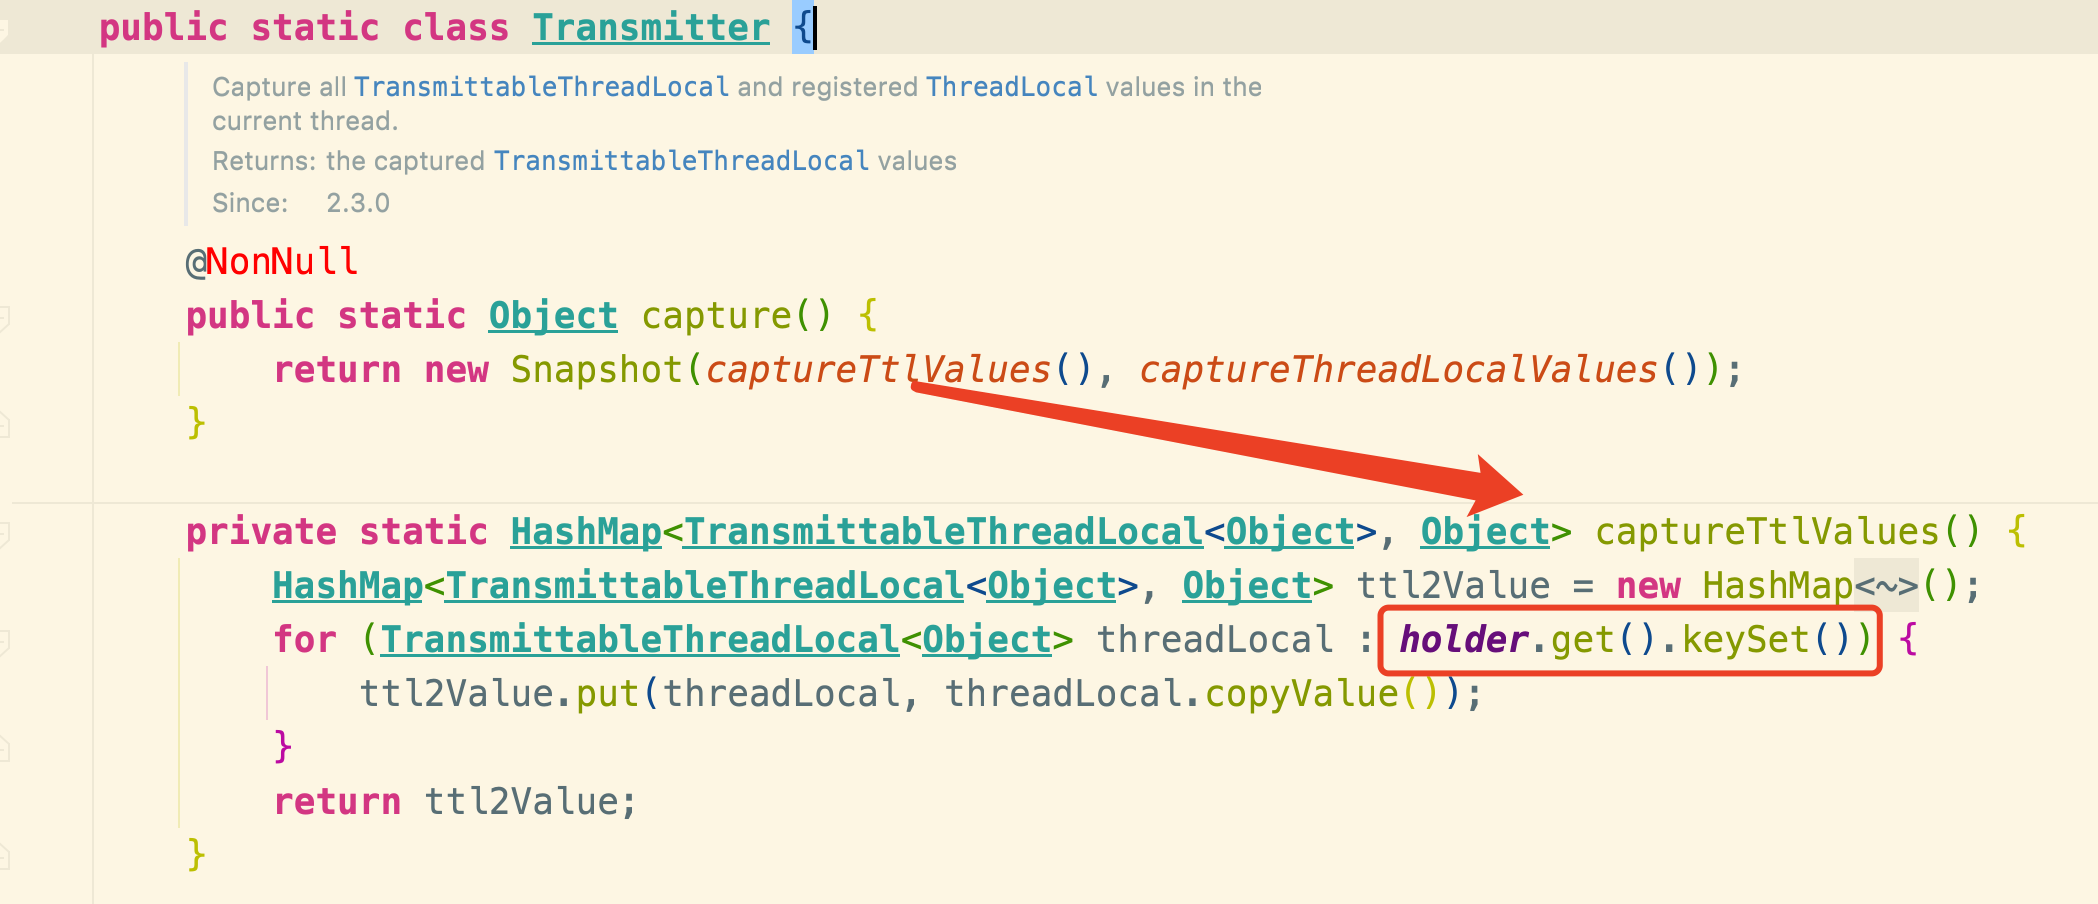 public static class Transmitter {
Capture all TransmittableThreadLocal and registered ThreadLocal values in the
current thread.
Returns: the captured TransmittableThreadLocal values
Since: 2.3.0
@NonNull
public static Object capture() {
return new Snapshot(captureTtlValues(), captureThreadLocalValues());
}
private static HashMap<TransmittableThreadLocal<Object>, Object> captureTtlValues() {
HashMap<TransmittableThreadLocal<Object>, Object> ttl2Value = new HashMap<~>();
for (TransmittableThreadLocal<Object> threadLocal : holder.get().keySet()) {
ttl2Value.put(threadLocal, threadLocal.copyValue());
}
return ttl2Value;
}